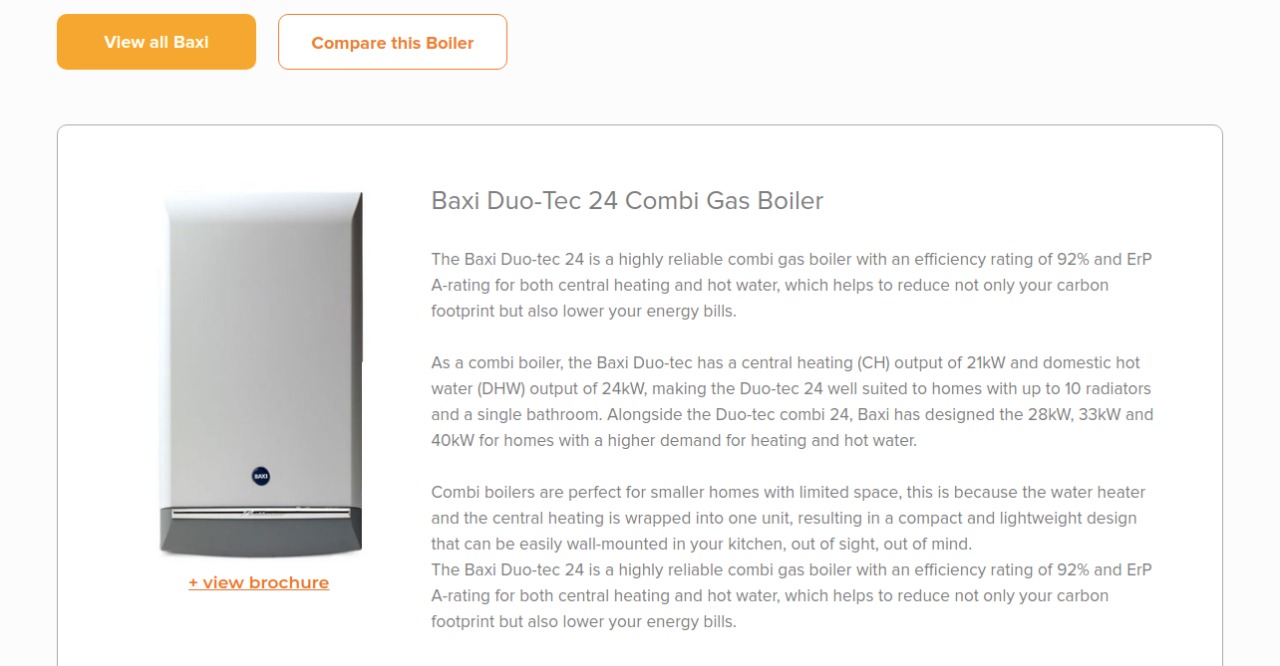 View all Baxi
Compare this Boiler
Baxi Duo-Tec 24 Combi Gas Boiler
The Baxi Duo-tec 24 is a highly reliable combi gas boiler with an efficiency rating of 92% and ErP
A-rating for both central heating and hot water, which helps to reduce not only your carbon
footprint but also lower your energy bills.
As a combi boiler, the Baxi Duo-tec has a central heating (CH) output of 21kW and domestic hot
water (DHW) output of 24kW, making the Duo-tec 24 well suited to homes with up to 10 radiators
and a single bathroom. Alongside the Duo-tec combi 24, Baxi has designed the 28kW, 33kW and
40kW for homes with a higher demand for heating and hot water.
Combi boilers are perfect for smaller homes with limited space, this is because the water heater
and the central heating is wrapped into one unit, resulting in a compact and lightweight design
that can be easily wall-mounted in your kitchen, out of sight, out of mind.
The Baxi Duo-tec 24 is a highly reliable combi gas boiler with an efficiency rating of 92% and ErP
A-rating for both central heating and hot water, which helps to reduce not only your carbon
footprint but also lower your energy bills.
BAXI
+ view brochure